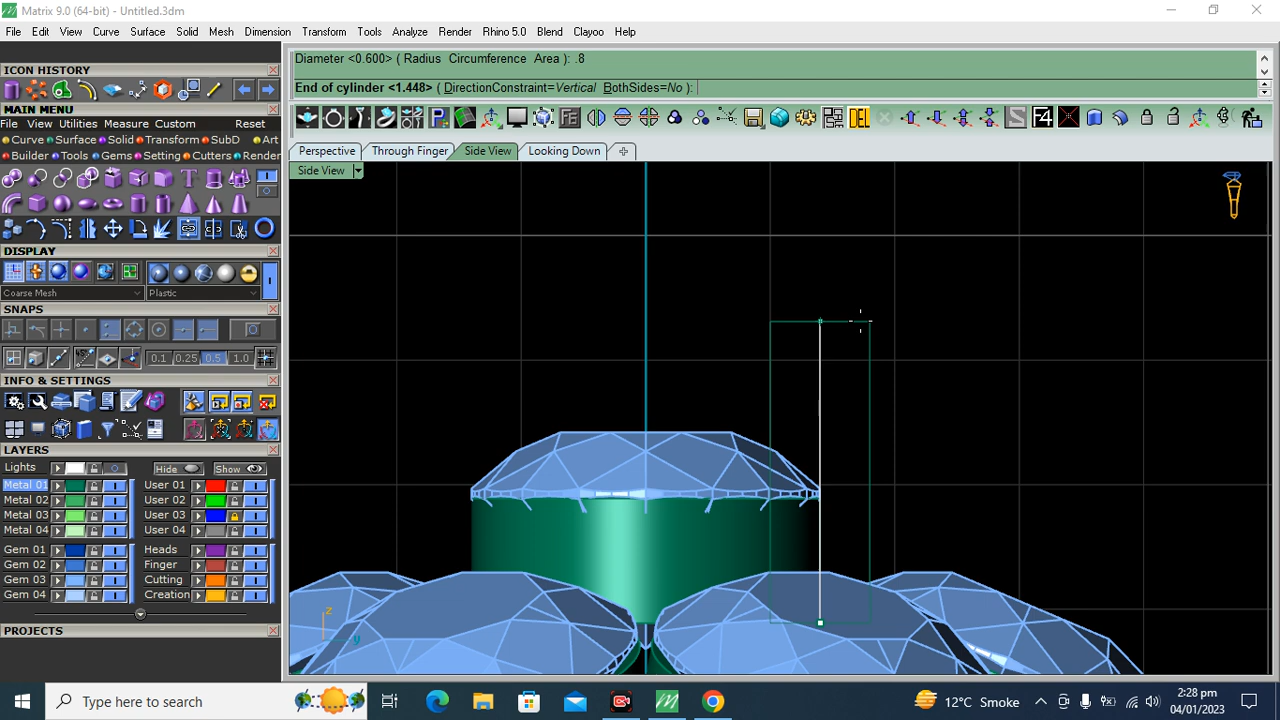 Matrix 9.0 (64-bit) - Untitled.3dm
File Edit View Curve Surface Solid Mesh Dimension Transform Tools Analyze Render Rhino 5.0 Blend Clayoo Help
Diameter <0.600> ( Radius Circumference Area ): .8
End of cylinder <1.448> ( DirectionConstraint=Vertical BothSides=No ):
ICON HISTORY
MAIN MENU
File View Utilities Measure Custom Reset
Curve Surface Solid Transform SubD Art
Builder Tools Gems Setting Cutters Render
F4
Perspective Through Finger Side View Looking Down
Side View
DISPLAY
Coarse Mesh Plastic
SNAPS
0.1 0.25 0.5 1.0
INFO & SETTINGS
LAYERS
Lights Hide Show
Metal 01 User 01
Metal 02 User 02
Metal 03 User 03
Metal 04 User 04
Gem 01 Heads
Gem 02 Finger
Gem 03 Cutting
Gem 04 Creation
PROJECTS
z
y
Type here to search
12°C Smoke
2:28 pm
04/01/2023